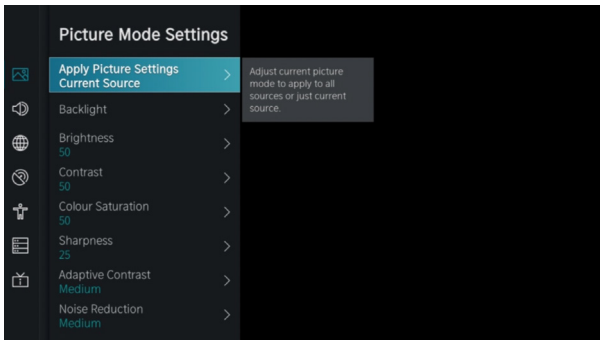 Picture Mode Settings
Apply Picture Settings
Current Source
Adjust current picture
mode to apply to all
sources or just current
source.
Backlight
Brightness
50
Contrast
50
Colour Saturation
50
Sharpness
25
Adaptive Contrast
Medium
Noise Reduction
Medium